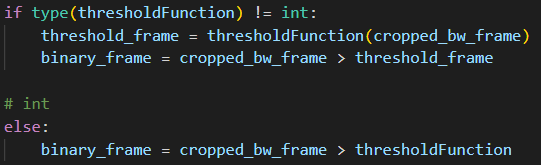 if type(thresholdFunction) != int:
    threshold_frame = thresholdFunction(cropped_bw_frame)
    binary_frame = cropped_bw_frame > threshold_frame

# int
else:
    binary_frame = cropped_bw_frame > thresholdFunction